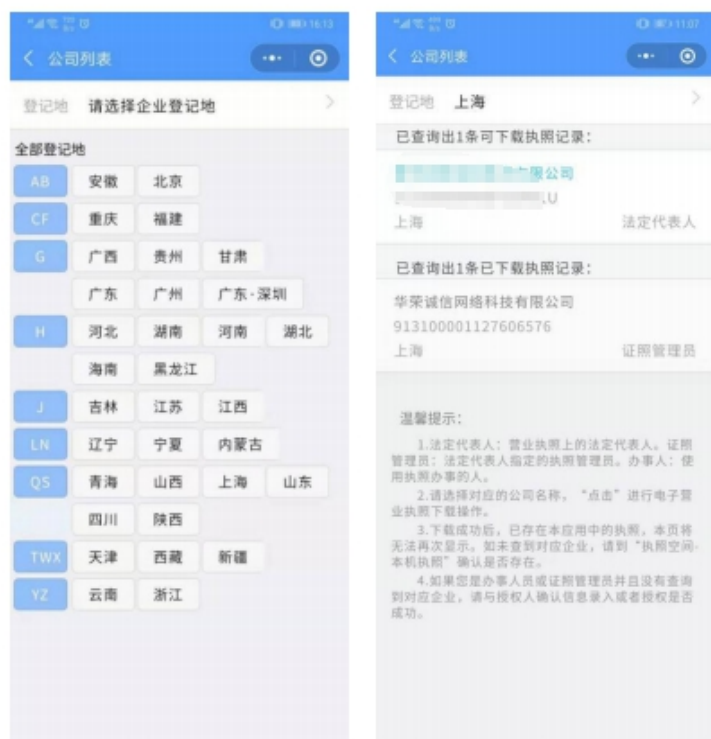 16:13
公司列表
登记地 请选择企业登记地
全部登记地
AB 安徽 北京
CF 重庆 福建
G 广西 贵州 甘肃
广东 广州 广东·深圳
H 河北 湖南 河南 湖北
海南 黑龙江
J 吉林 江苏 江西
LN 辽宁 宁夏 内蒙古
QS 青海 山西 上海 山东
四川 陕西
TWX 天津 西藏 新疆
YZ 云南 浙江
11:07
公司列表
登记地 上海
已查询出1条可下载执照记录：
限公司
U
上海 法定代表人
已查询出1条已下载执照记录：
华荣诚信网络科技有限公司
913100001127606576
上海 证照管理员
温馨提示：
1.法定代表人：营业执照上的法定代表人。证照
管理员：法定代表人指定的执照管理员。办事人：使
用执照办事的人。
2.请选择对应的公司名称，“点击”进行电子营
业执照下载操作。
3.下载成功后，已存在本应用中的执照，本页将
无法再次显示。如未查到对应企业，请到“执照空间-
本机执照”确认是否存在。
4.如果您是办事人员或证照管理员并且没有查询
到对应企业，请与授权人确认信息录入或者授权是否
成功。